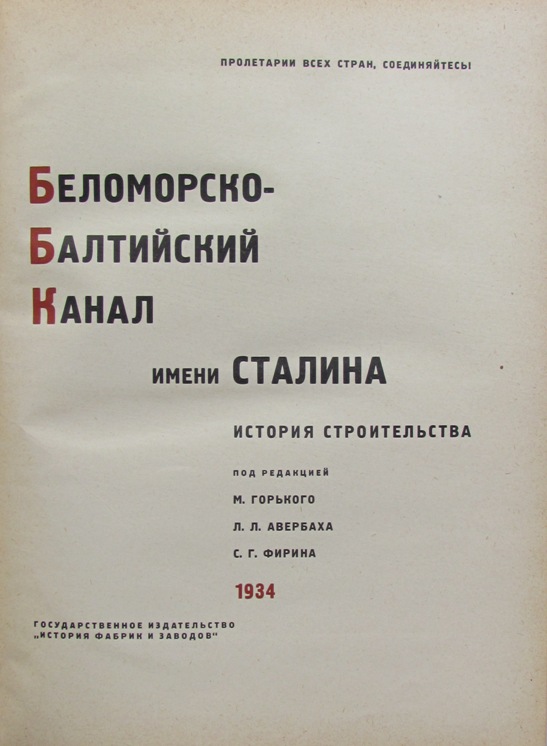 ПРОЛЕТАРИИ ВСЕХ СТРАН, СОЕДИНЯЙТЕСЬ!
БЕЛОМОРСКО-
БАЛТИЙСКИЙ
КАНАЛ
ИМЕНИ СТАЛИНА
ИСТОРИЯ СТРОИТЕЛЬСТВА
ПОД РЕДАКЦИЕЙ
М. ГОРЬКОГО
Л. Л. АВЕРБАХА
С. Г. ФИРИНА
1934
ГОСУДАРСТВЕННОЕ ИЗДАТЕЛЬСТВО
„ИСТОРИЯ ФАБРИК И ЗАВОДОВ“